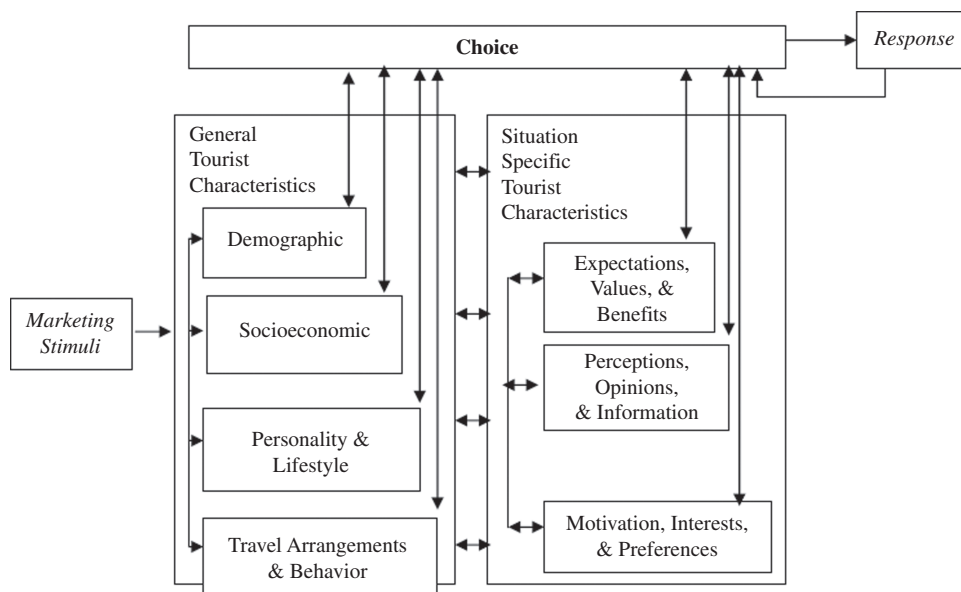 Choice
Response
General
Tourist
Characteristics
Demographic
Socioeconomic
Personality &
Lifestyle
Travel Arrangements
& Behavior
Situation
Specific
Tourist
Characteristics
Expectations,
Values, &
Benefits
Perceptions,
Opinions,
& Information
Motivation, Interests,
& Preferences
Marketing
Stimuli